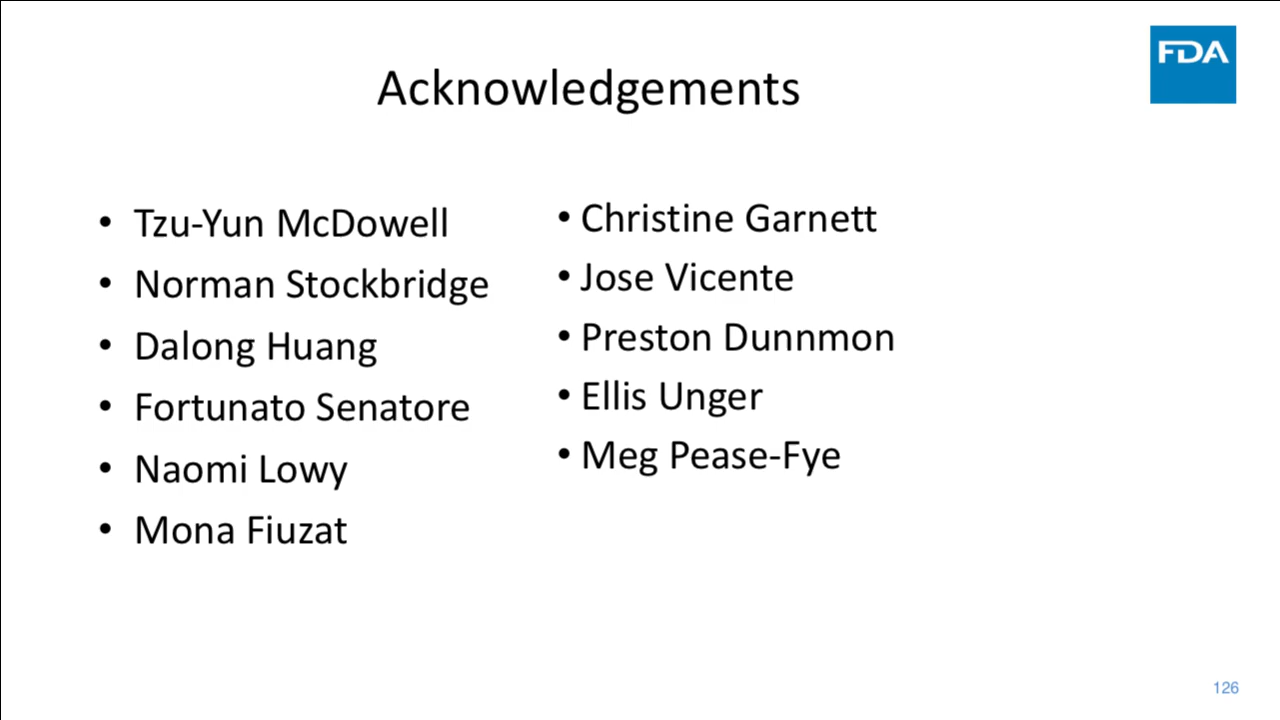 FDA
Acknowledgements
• Tzu-Yun McDowell
• Norman Stockbridge
• Dalong Huang
• Fortunato Senatore
• Naomi Lowy
• Mona Fiuzat
• Christine Garnett
• Jose Vicente
• Preston Dunnmon
• Ellis Unger
• Meg Pease-Fye
126